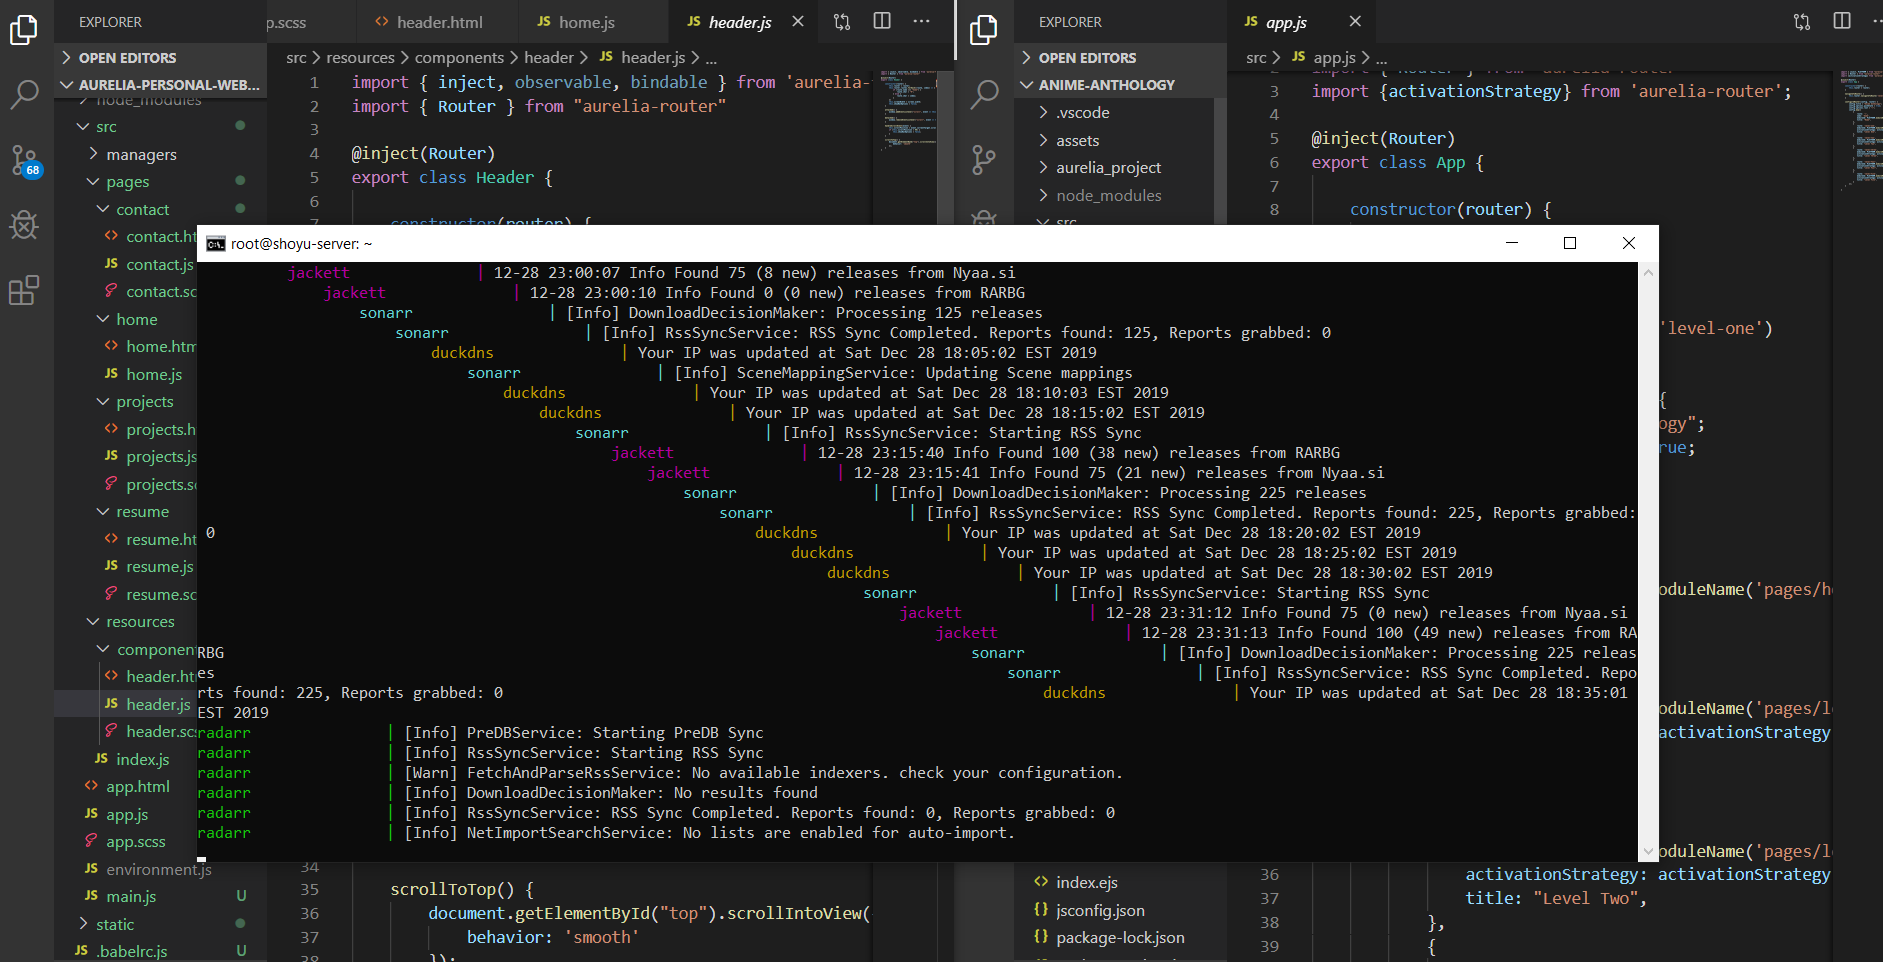 EXPLORER
p.scss
header.html
JS home.js
JS header.js
OPEN EDITORS
AURELIA-PERSONAL-WEB...
node_modules
src
managers
pages
contact
contact.ht
JS contact.js
contact.sc
home
home.htm
JS home.js
projects
projects.h
JS projects.js
projects.sc
resume
resume.ht
JS resume.js
resume.sc
resources
component
header.htm
JS header.js
header.scs
JS index.js
app.html
JS app.js
app.scss
JS environment.js
JS main.js U
static
JS .babelrc.js U
68
src > resources > components > header > JS header.js > ...
1 import { inject, observable, bindable } from 'aurelia-
2 import { Router } from "aurelia-router"
3
4 @inject(Router)
5 export class Header {
6
7 constructor(router) {
34
35 scrollToTop() {
36 document.getElementById("top").scrollIntoView(
37 behavior: 'smooth'
38 });
EXPLORER
OPEN EDITORS
ANIME-ANTHOLOGY
.vscode
assets
aurelia_project
node_modules
src
index.ejs
jsconfig.json
package-lock.json
JS app.js
src > JS app.js > ...
2 import { Router } from 'aurelia-router'
3 import {activationStrategy} from 'aurelia-router';
4
5 @inject(Router)
6 export class App {
7
8 constructor(router) {
'level-one')
{
ogy";
rue;
oduleName('pages/h
oduleName('pages/l
activationStrategy
oduleName('pages/l
36 activationStrategy: activationStrategy
37 title: "Level Two",
38 },
39 {
root@shoyu-server: ~
jackett | 12-28 23:00:07 Info Found 75 (8 new) releases from Nyaa.si
jackett | 12-28 23:00:10 Info Found 0 (0 new) releases from RARBG
sonarr | [Info] DownloadDecisionMaker: Processing 125 releases
sonarr | [Info] RssSyncService: RSS Sync Completed. Reports found: 125, Reports grabbed: 0
duckdns | Your IP was updated at Sat Dec 28 18:05:02 EST 2019
sonarr | [Info] SceneMappingService: Updating Scene mappings
duckdns | Your IP was updated at Sat Dec 28 18:10:03 EST 2019
duckdns | Your IP was updated at Sat Dec 28 18:15:02 EST 2019
sonarr | [Info] RssSyncService: Starting RSS Sync
jackett | 12-28 23:15:40 Info Found 100 (38 new) releases from RARBG
jackett | 12-28 23:15:41 Info Found 75 (21 new) releases from Nyaa.si
sonarr | [Info] DownloadDecisionMaker: Processing 225 releases
sonarr | [Info] RssSyncService: RSS Sync Completed. Reports found: 225, Reports grabbed:
0 duckdns | Your IP was updated at Sat Dec 28 18:20:02 EST 2019
duckdns | Your IP was updated at Sat Dec 28 18:25:02 EST 2019
duckdns | Your IP was updated at Sat Dec 28 18:30:02 EST 2019
sonarr | [Info] RssSyncService: Starting RSS Sync
jackett | 12-28 23:31:12 Info Found 75 (0 new) releases from Nyaa.si
jackett | 12-28 23:31:13 Info Found 100 (49 new) releases from RA
RBG sonarr | [Info] DownloadDecisionMaker: Processing 225 releas
es sonarr | [Info] RssSyncService: RSS Sync Completed. Repo
rts found: 225, Reports grabbed: 0 duckdns | Your IP was updated at Sat Dec 28 18:35:01
EST 2019
radarr | [Info] PreDBService: Starting PreDB Sync
radarr | [Info] RssSyncService: Starting RSS Sync
radarr | [Warn] FetchAndParseRssService: No available indexers. check your configuration.
radarr | [Info] DownloadDecisionMaker: No results found
radarr | [Info] RssSyncService: RSS Sync Completed. Reports found: 0, Reports grabbed: 0
radarr | [Info] NetImportSearchService: No lists are enabled for auto-import.